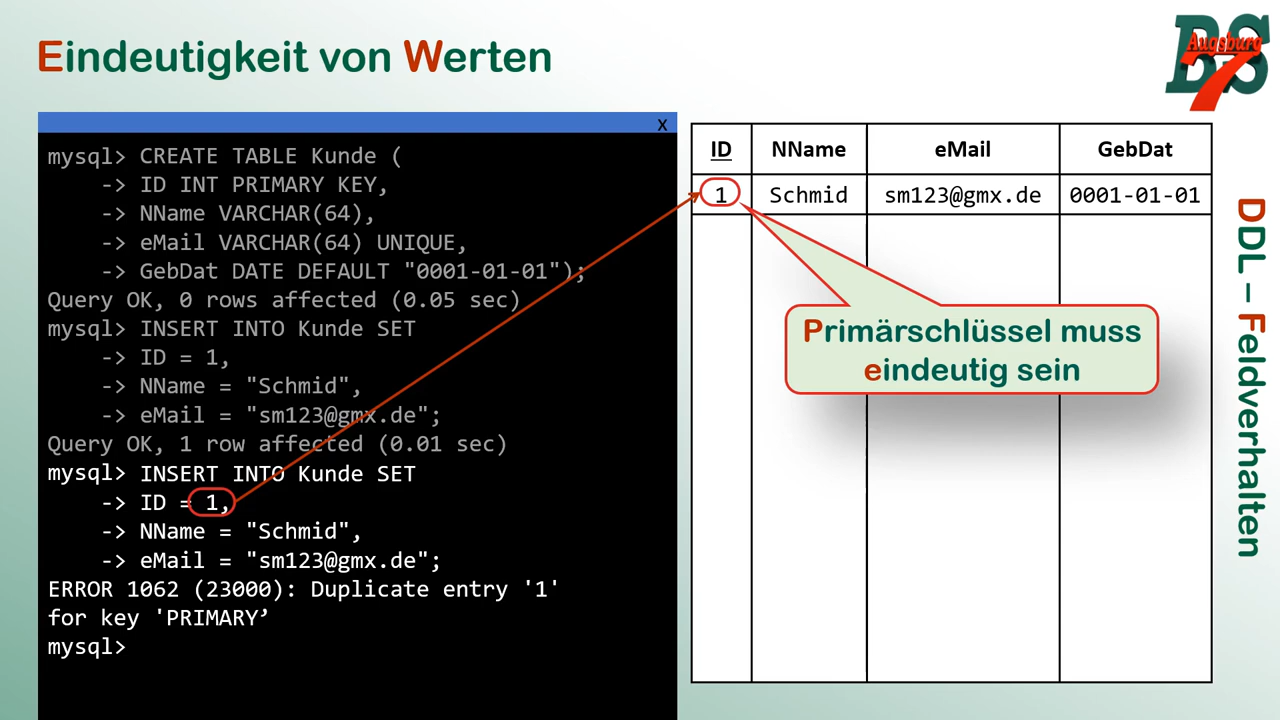 Eindeutigkeit von Werten
BS
Augsburg
7
x
mysql> CREATE TABLE Kunde (
-> ID INT PRIMARY KEY,
-> NName VARCHAR(64),
-> eMail VARCHAR(64) UNIQUE,
-> GebDat DATE DEFAULT "0001-01-01");
Query OK, 0 rows affected (0.05 sec)
mysql> INSERT INTO Kunde SET
-> ID = 1,
-> NName = "Schmid",
-> eMail = "sm123@gmx.de";
Query OK, 1 row affected (0.01 sec)
mysql> INSERT INTO Kunde SET
-> ID = 1,
-> NName = "Schmid",
-> eMail = "sm123@gmx.de";
ERROR 1062 (23000): Duplicate entry '1'
for key 'PRIMARY’
mysql>
ID NName eMail GebDat
1 Schmid sm123@gmx.de 0001-01-01
Primärschlüssel muss
eindeutig sein
DDL – Feldverhalten